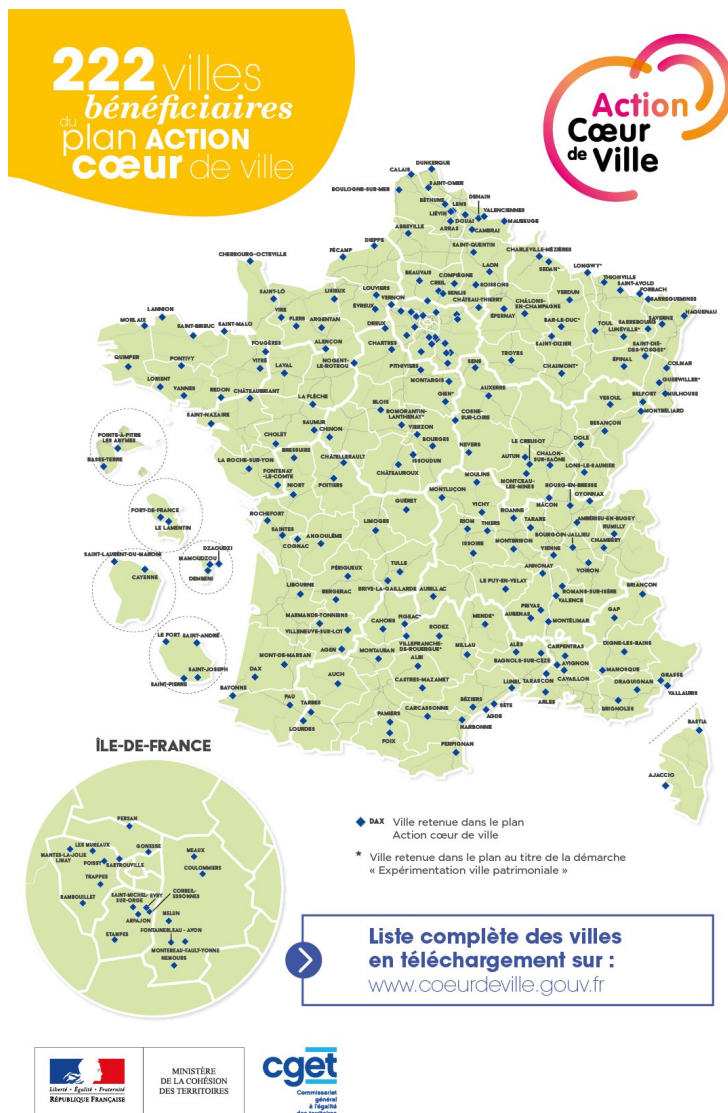 222 villes
bénéficiaires
du plan ACTION
cœur de ville
Action
Cœur
de Ville
DUNKERQUE
CALAIS
SAINT-OMER
BOULOGNE-SUR-MER
DENAIN
BÉTHUNE
LENS
VALENCIENNES
LIÉVIN
DOUAI
MAUBEUGE
ARRAS
CAMBRAI
ABBEVILLE
DIEPPE
SAINT-QUENTIN
CHARLEVILLE-MÉZIÈRES
FÉCAMP
CHERBOURG-OCTEVILLE
LAON
SEDAN*
LONGWY*
BEAUVAIS
COMPIÈGNE
THIONVILLE
CREIL
SOISSONS
SAINT-AVOLD
FORBACH
SAINT-LÔ
LISIEUX
LOUVIERS
SENLIS
VERDUN
SARREGUEMINES
VERNON
CHÂTEAU-THIERRY
CHÂLONS-
EN-CHAMPAGNE
ÉVREUX
VIRE
HAGUENAU
LANNION
FLERS
ARGENTAN
ÉPERNAY
BAR-LE-DUC*
SARREBOURG
SAVERNE
MORLAIX
SAINT-BRIEUC
SAINT-MALO
DREUX
TOUL
LUNÉVILLE*
ALENÇON
CHARTRES
SAINT-DIZIER
SAINT-DIÉ-
DES-VOSGES*
FOUGÈRES
QUIMPER
PONTIVY
VITRÉ
LAVAL
NOGENT-
LE-ROTROU
PITHIVIERS
SENS
TROYES
CHAUMONT*
ÉPINAL
COLMAR
MONTARGIS
GUEBWILLER*
LORIENT
VANNES
REDON
CHÂTEAUBRIANT
LA FLÈCHE
BLOIS
GIEN*
AUXERRE
VESOUL
BELFORT
MULHOUSE
MONTBÉLIARD
ROMORANTIN-
LANTHENAY*
COSNE-
SUR-LOIRE
SAINT-NAZAIRE
SAUMUR
CHINON
VIERZON
BESANÇON
POINTE-À-PITRE
LES ABYMES
CHOLET
BOURGES
NEVERS
LE CREUSOT
DOLE
BRESSUIRE
ISSOUDUN
AUTUN
CHALON-
SUR-SAÔNE
BASSE-TERRE
LA ROCHE-SUR-YON
CHÂTELLERAULT
CHÂTEAUROUX
LONS-LE-SAUNIER
FONTENAY
-LE-COMTE
MOULINS
MONTCEAU-
LES-MINES
BOURG-EN-BRESSE
NIORT
POITIERS
MONTLUÇON
OYONNAX
GUÉRET
VICHY
MÂCON
FORT-DE-FRANCE
ROCHEFORT
ROANNE
AMBÉRIEU-EN-BUGEY
LE LAMENTIN
LIMOGES
RIOM
THIERS
TARARE
RUMILLY
SAINTES
ANGOULÊME
BOURGOIN-JALLIEU
COGNAC
ISSOIRE
MONTBRISON
CHAMBÉRY
VIENNE
SAINT-LAURENT-DU-MARONI
DZAOUDZI
MAMOUDZOU
TULLE
ANNONAY
VOIRON
CAYENNE
DEMBENI
PÉRIGUEUX
LE PUY-EN-VELAY
ROMANS-SUR-ISÈRE
BRIANÇON
LIBOURNE
BERGERAC
BRIVE-LA-GAILLARDE
AURILLAC
VALENCE
PRIVAS
GAP
MARMANDE-TONNEINS
CAHORS
FIGEAC*
MENDE*
AUBENAS
MONTÉLIMAR
VILLENEUVE-SUR-LOT
LE PORT
SAINT-ANDRÉ
VILLEFRANCHE-
DE-ROUERGUE*
RODEZ
DIGNE-LES-BAINS
AGEN
MONT-DE-MARSAN
MONTAUBAN
ALBI
MILLAU
ALÈS
CARPENTRAS
BAGNOLS-SUR-CÈZE
AVIGNON
MANOSQUE
SAINT-JOSEPH
DAX
AUCH
CASTRES-MAZAMET
LUNEL
TARASCON
CAVAILLON
DRAGUIGNAN
GRASSE
SAINT-PIERRE
BAYONNE
ARLES
VALLAURIS
PAU
TARBES
BÉZIERS
SÈTE
BRIGNOLES
CARCASSONNE
AGDE
PAMIERS
NARBONNE
LOURDES
FOIX
PERPIGNAN
BASTIA
AJACCIO
ÎLE-DE-FRANCE
PERSAN
LES MUREAUX
GONESSE
MANTES-LA-JOLIE
LIMAY
MEAUX
POISSY
SARTROUVILLE
COULOMMIERS
TRAPPES
RAMBOUILLET
SAINT-MICHEL-
SUR-ORGE
EVRY
CORBEIL-
ESSONNES
ARPAJON
MELUN
ETAMPES
FONTAINEBLEAU - AVON
MONTEREAU-FAULT-YONNE
NEMOURS
DAX Ville retenue dans le plan
Action cœur de ville
* Ville retenue dans le plan au titre de la démarche
« Expérimentation ville patrimoniale »
Liste complète des villes
en téléchargement sur :
www.coeurdeville.gouv.fr
Liberté • Égalité • Fraternité
RÉPUBLIQUE FRANÇAISE
MINISTÈRE
DE LA COHÉSION
DES TERRITOIRES
cget
Commissariat
général
à l'égalité
des territoires